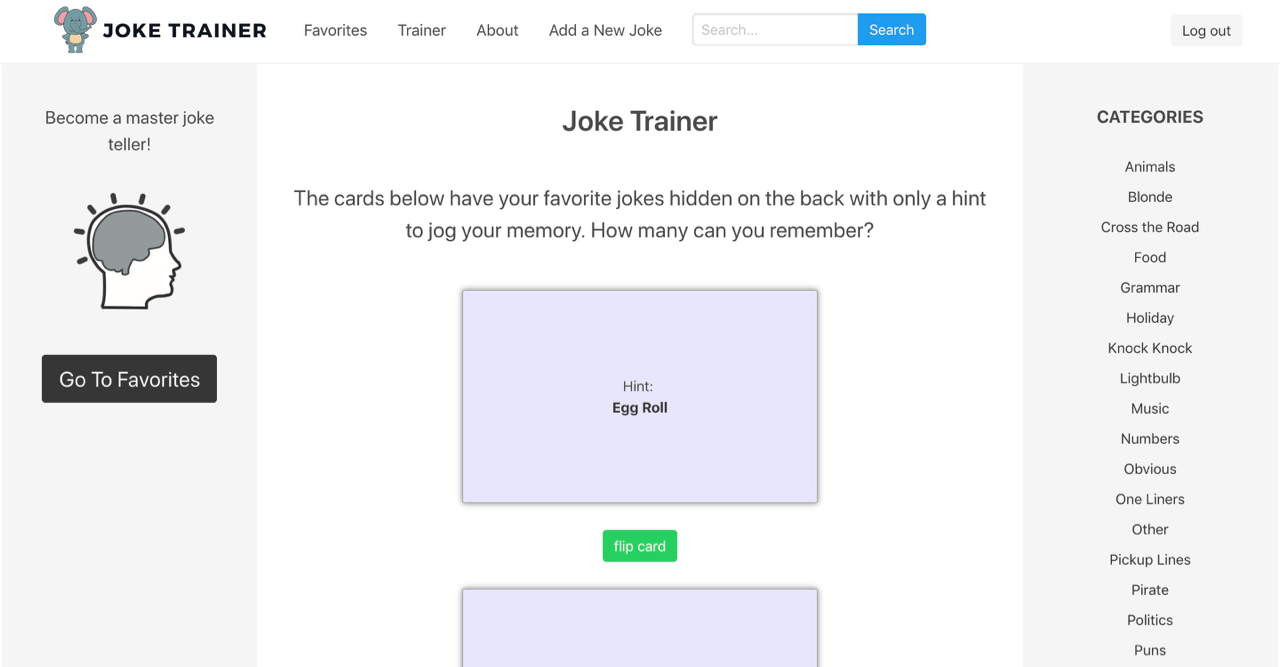 JOKE TRAINER
Favorites
Trainer
About
Add a New Joke
Search...
Search
Log out
Become a master joke
teller!
Go To Favorites
Joke Trainer
The cards below have your favorite jokes hidden on the back with only a hint
to jog your memory. How many can you remember?
Hint:
Egg Roll
flip card
CATEGORIES
Animals
Blonde
Cross the Road
Food
Grammar
Holiday
Knock Knock
Lightbulb
Music
Numbers
Obvious
One Liners
Other
Pickup Lines
Pirate
Politics
Puns